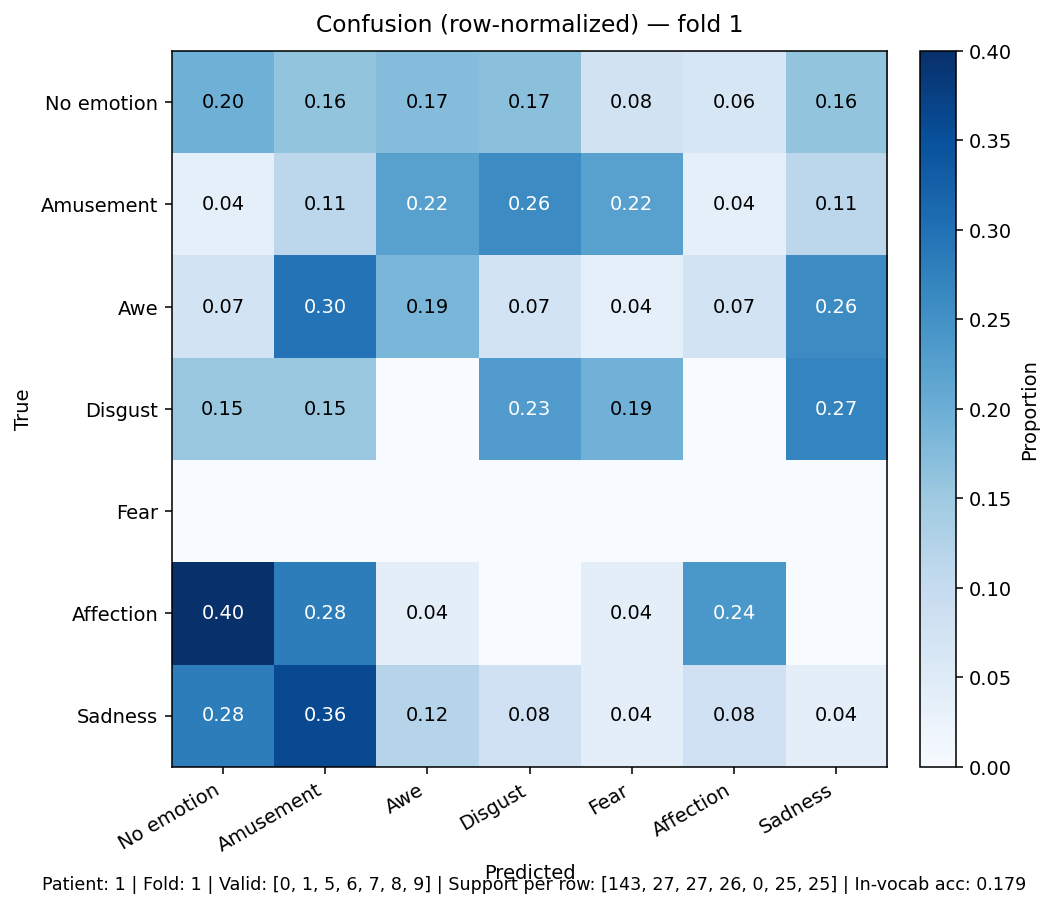 Confusion (row-normalized) — fold 1
0.40
No emotion 0.20 0.16 0.17 0.17 0.08 0.06 0.16
0.35
Amusement 0.04 0.11 0.22 0.26 0.22 0.04 0.11
0.30
Awe 0.07 0.30 0.19 0.07 0.04 0.07 0.26
0.25
True
Proportion
Disgust 0.15 0.15 0.23 0.19 0.27
0.20
Fear
0.15
Affection 0.40 0.28 0.04 0.04 0.24
0.10
0.05
Sadness 0.28 0.36 0.12 0.08 0.04 0.08 0.04
0.00
No emotion Amusement Awe Disgust Fear Affection Sadness
Predicted
Patient: 1 | Fold: 1 | Valid: [0, 1, 5, 6, 7, 8, 9] | Support per row: [143, 27, 27, 26, 0, 25, 25] | In-vocab acc: 0.179